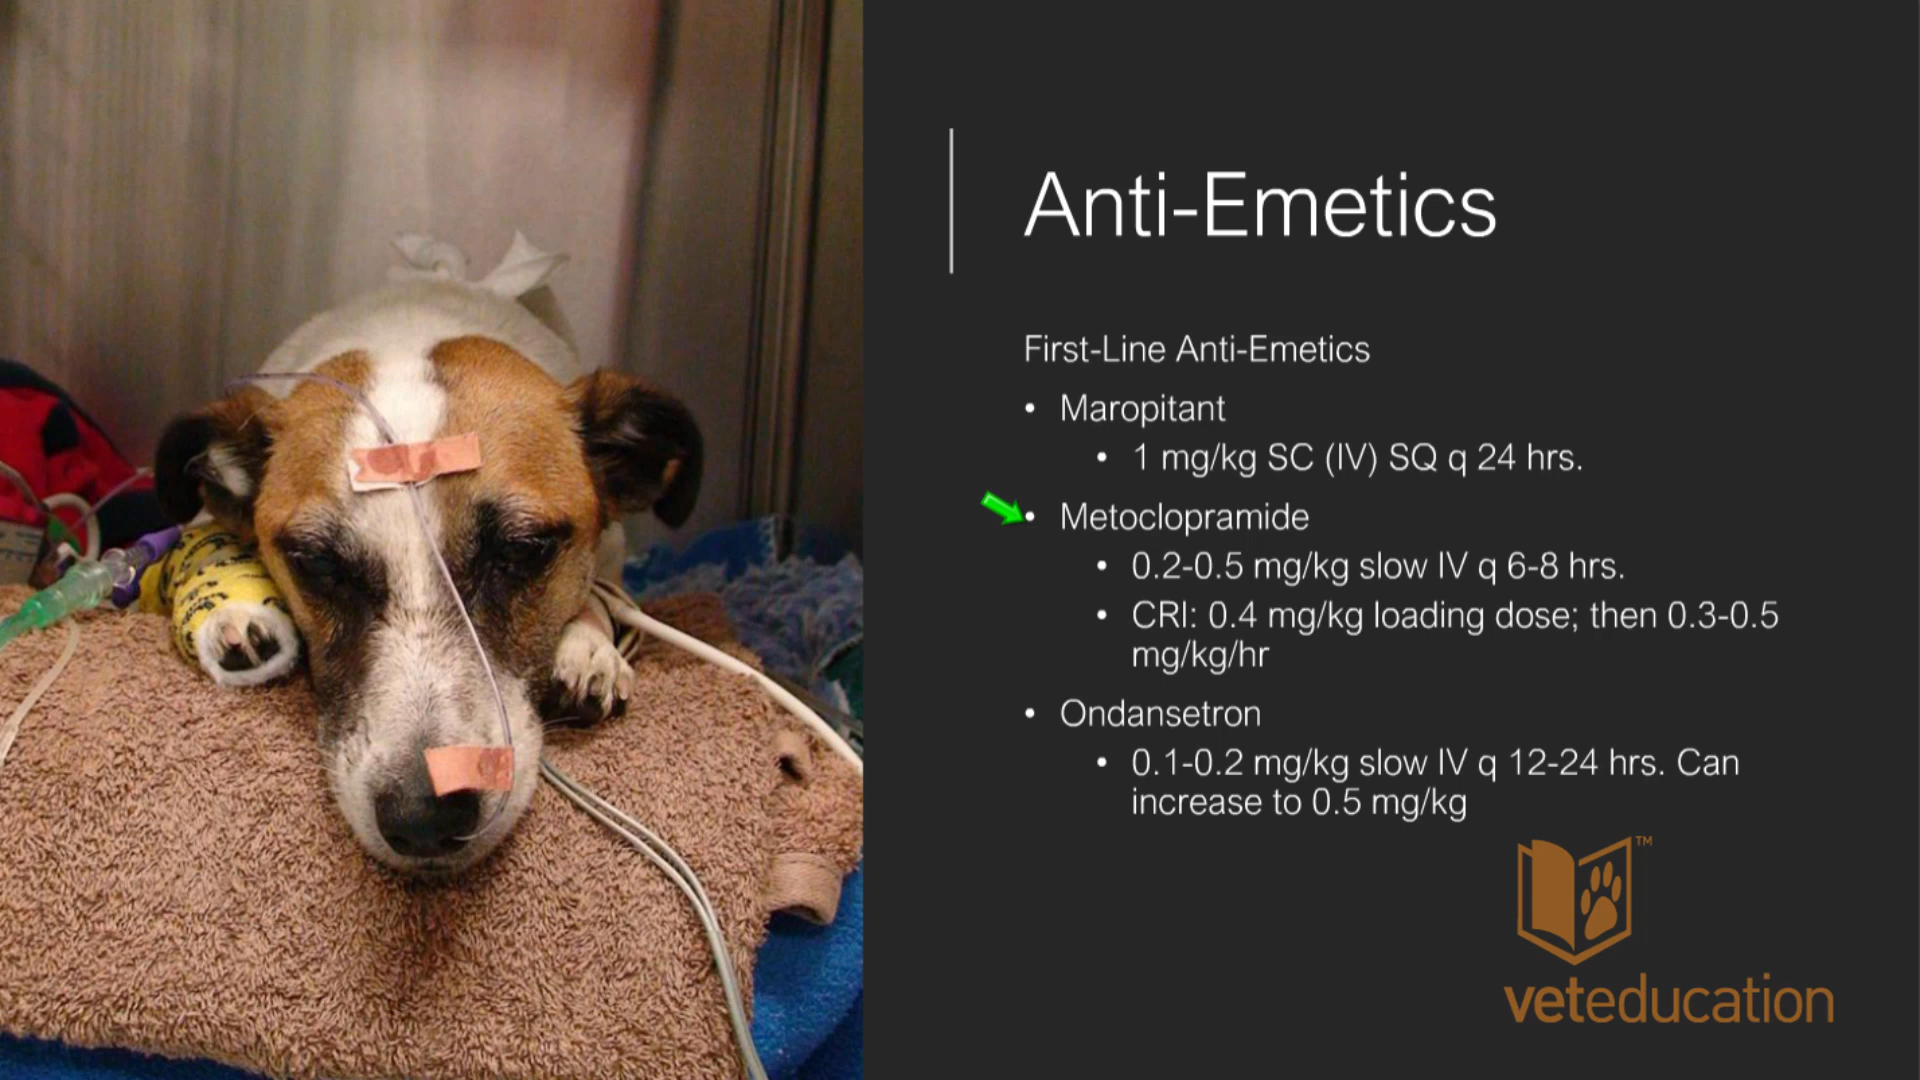 Anti-Emetics
First-Line Anti-Emetics
• Maropitant
• 1 mg/kg SC (IV) SQ q 24 hrs.
• Metoclopramide
• 0.2-0.5 mg/kg slow IV q 6-8 hrs.
• CRI: 0.4 mg/kg loading dose; then 0.3-0.5
mg/kg/hr
• Ondansetron
• 0.1-0.2 mg/kg slow IV q 12-24 hrs. Can
increase to 0.5 mg/kg
TM
veteducation